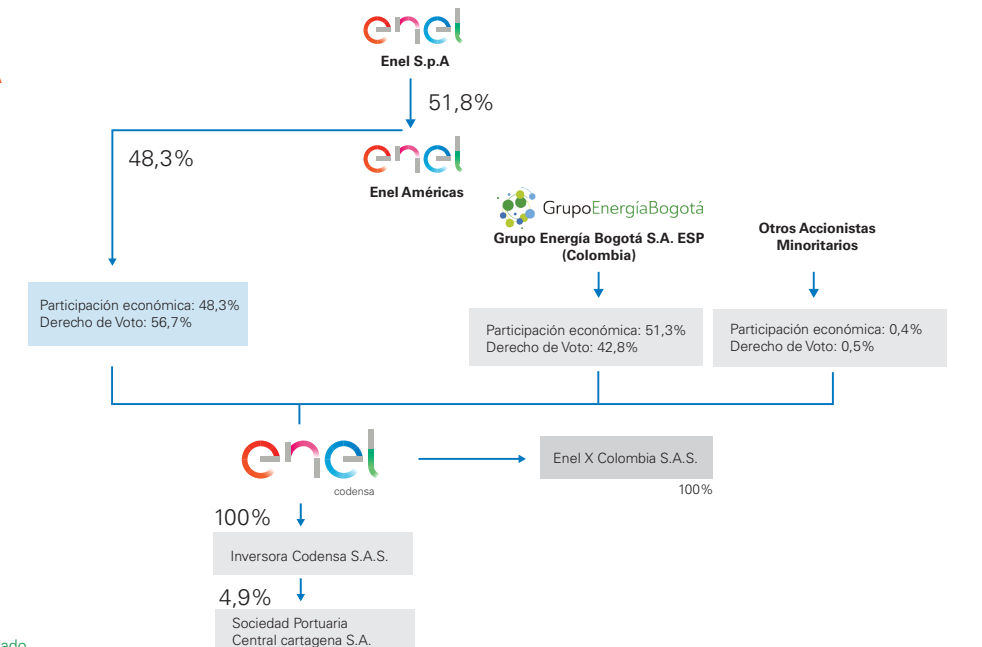 enel
Enel S.p.A
51,8%
48,3%
enel
Enel Américas
GrupoEnergíaBogotá
Grupo Energía Bogotá S.A. ESP
(Colombia)
Otros Accionistas
Minoritarios
Participación económica: 48,3%
Derecho de Voto: 56,7%
Participación económica: 51,3%
Derecho de Voto: 42,8%
Participación económica: 0,4%
Derecho de Voto: 0,5%
enel
codensa
Enel X Colombia S.A.S.
100%
100%
Inversora Codensa S.A.S.
4,9%
Sociedad Portuaria
Central cartagena S.A.